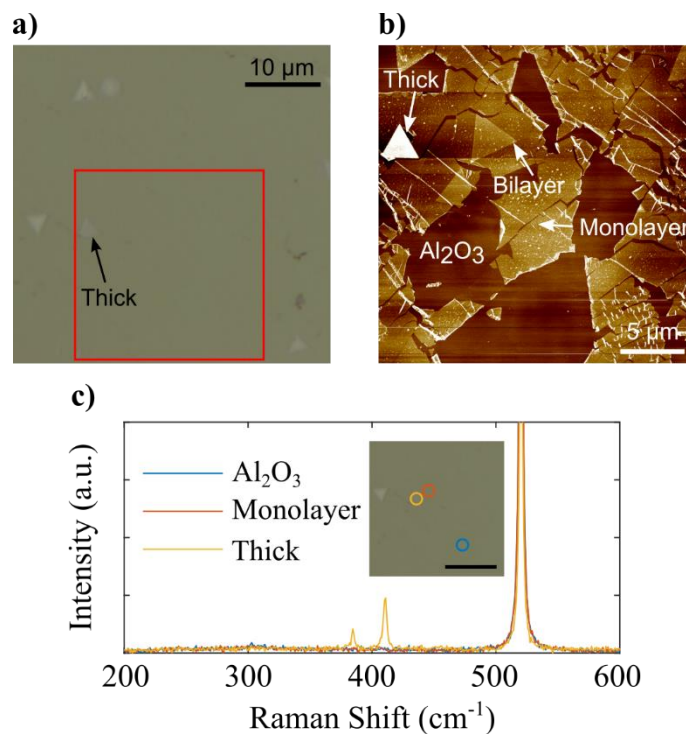 a)
10 μm
Thick
b)
Thick
Bilayer
Monolayer
Al₂O₃
5 μm
c)
Intensity (a.u.)
Al₂O₃
Monolayer
Thick
200
300
400
500
600
Raman Shift (cm⁻¹)